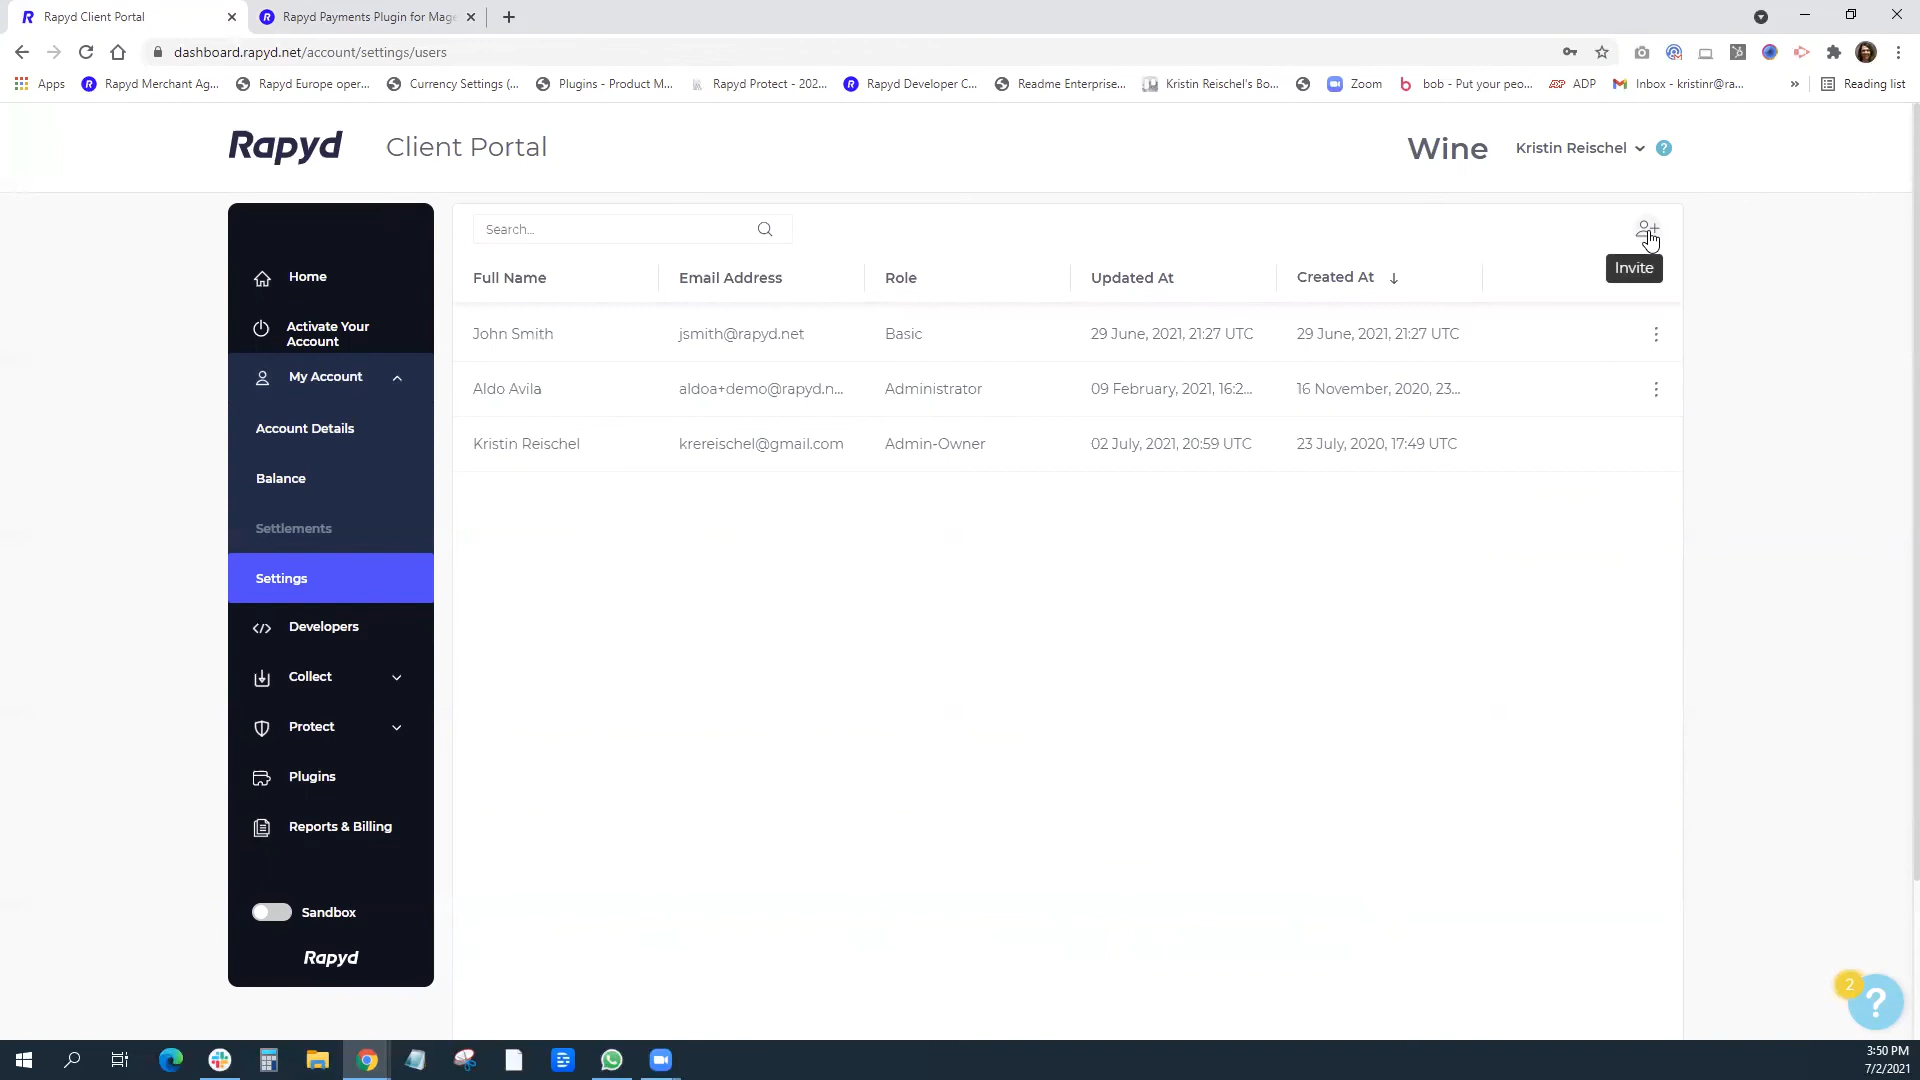 Rapyd Client Portal
Rapyd Payments Plugin for Mage
dashboard.rapyd.net/account/settings/users
Apps
Rapyd Merchant Ag...
Rapyd Europe oper...
Currency Settings (...
Plugins - Product M...
Rapyd Protect - 202...
Rapyd Developer C...
Readme Enterprise...
Kristin Reischel's Bo...
Zoom
bob - Put your peo...
ADP
Inbox - kristinr@ra...
»
Reading list
Rapyd
Client Portal
Wine
Kristin Reischel
?
Home
Activate Your
Account
My Account
Account Details
Balance
Settlements
Settings
Developers
Collect
Protect
Plugins
Reports & Billing
Sandbox
Rapyd
Search...
Invite
Full Name Email Address Role Updated At Created At ↓
John Smith jsmith@rapyd.net Basic 29 June, 2021, 21:27 UTC 29 June, 2021, 21:27 UTC
Aldo Avila aldoa+demo@rapyd.n... Administrator 09 February, 2021, 16:2... 16 November, 2020, 23...
Kristin Reischel krereischel@gmail.com Admin-Owner 02 July, 2021, 20:59 UTC 23 July, 2020, 17:49 UTC
2
?
3:50 PM
7/2/2021